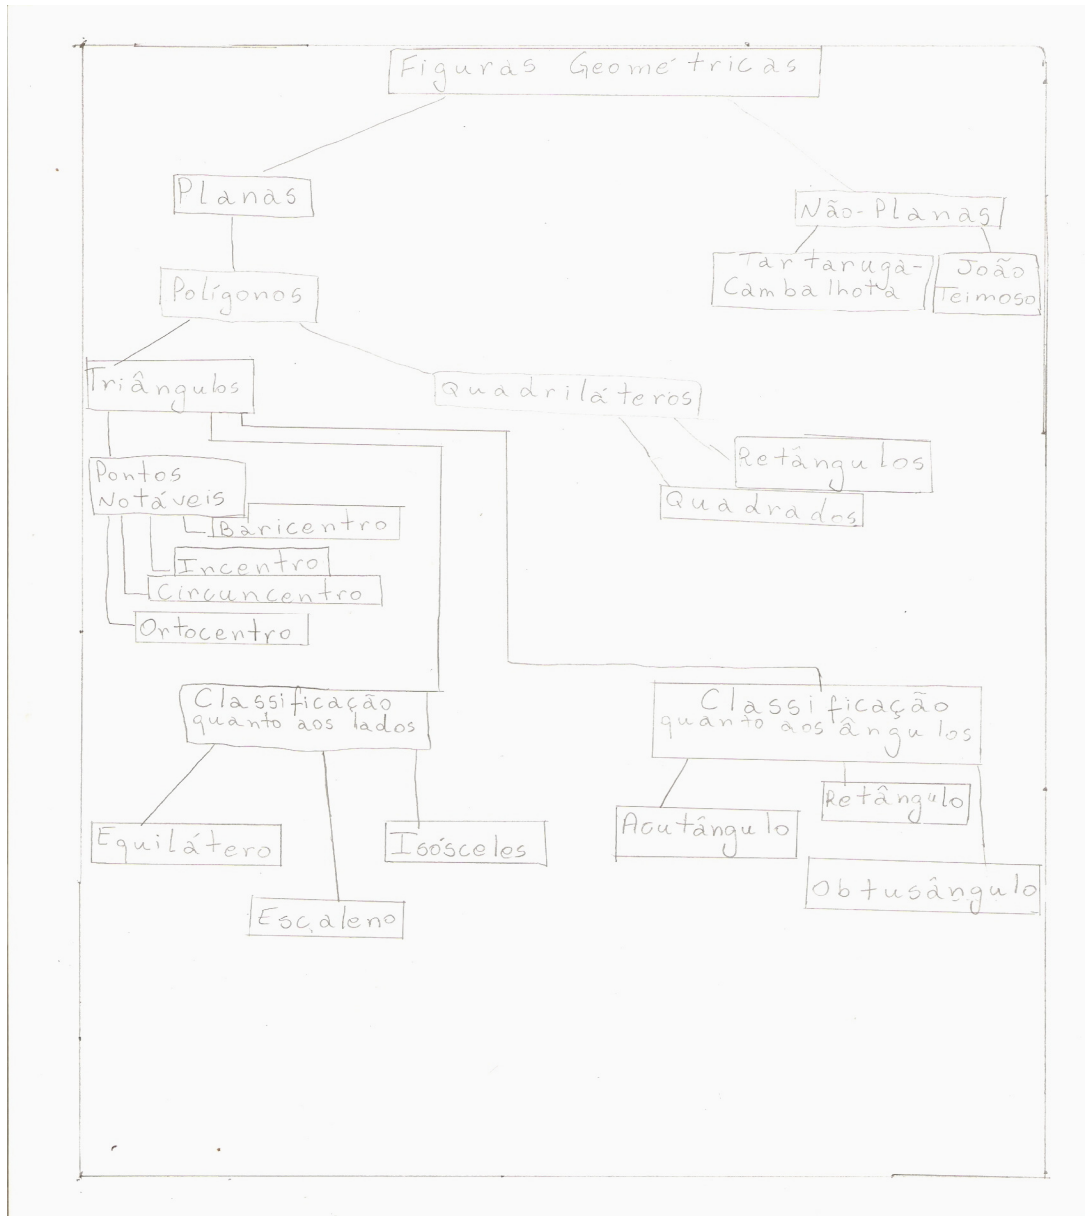 Figuras Geométricas
Planas
Não-Planas
Tartaruga-
Cambalhota
João
Teimoso
Polígonos
Triângulos
Quadriláteros
Retângulos
Quadrados
Pontos
Notáveis
Baricentro
Incentro
Circuncentro
Ortocentro
Classificação
quanto aos lados
Classificação
quanto aos ângulos
Equilátero
Isósceles
Escaleno
Acutângulo
Retângulo
Obtusângulo